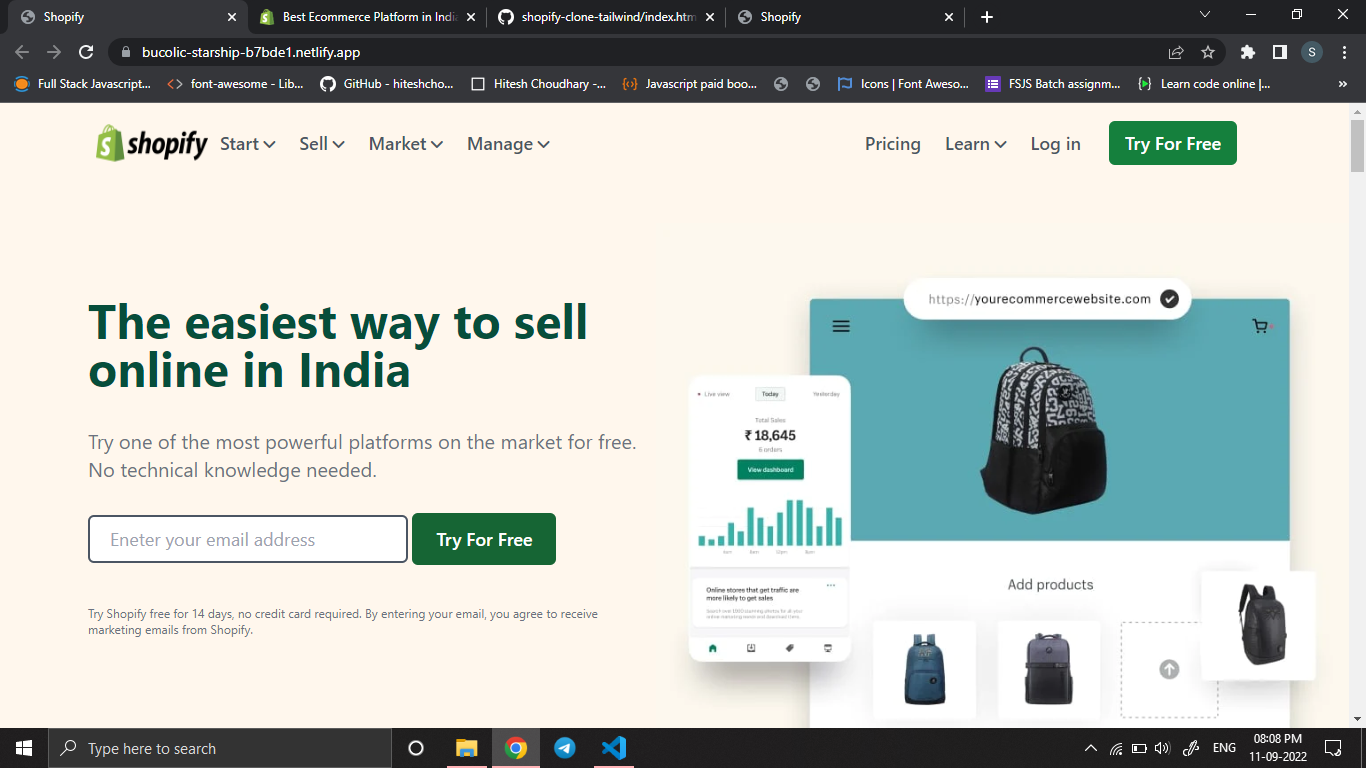 Shopify
Best Ecommerce Platform in India
shopify-clone-tailwind/index.htm
Shopify
bucolic-starship-b7bde1.netlify.app
S
Full Stack Javascript...
font-awesome - Lib...
GitHub - hiteshcho...
Hitesh Choudhary -...
Javascript paid boo...
Icons | Font Aweso...
FSJS Batch assignm...
Learn code online |...
»
shopify
Start
Sell
Market
Manage
Pricing
Learn
Log in
Try For Free
The easiest way to sell
online in India
Try one of the most powerful platforms on the market for free.
No technical knowledge needed.
Eneter your email address
Try For Free
Try Shopify free for 14 days, no credit card required. By entering your email, you agree to receive
marketing emails from Shopify.
https://yourecommercewebsite.com
Live view
Today
Yesterday
Total Sales
₹ 18,645
6 orders
View dashboard
Online stores that get traffic are
more likely to get sales
Add products
Type here to search
ENG
08:08 PM
11-09-2022